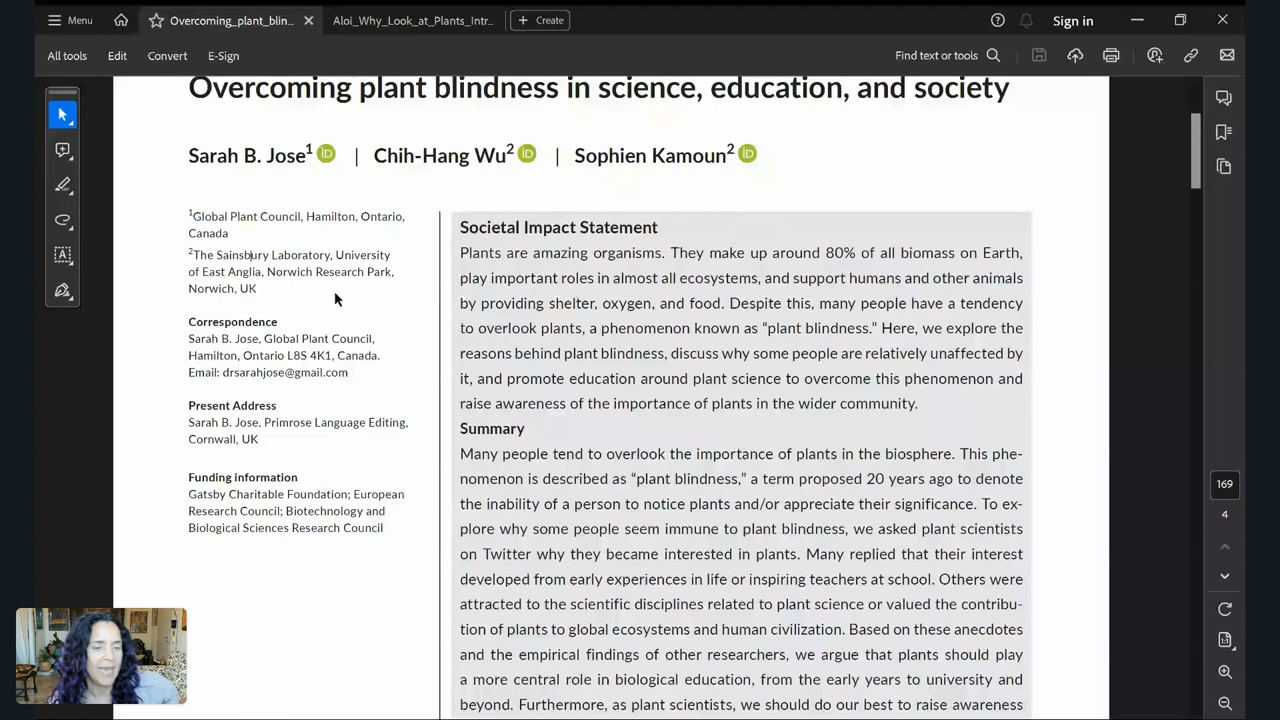 Menu
Overcoming_plant_blin...
Aloi_Why_Look_at_Plants_Intr...
Create
Sign in
All tools
Edit
Convert
E-Sign
Find text or tools
Overcoming plant blindness in science, education, and society
Sarah B. Jose1 iD | Chih-Hang Wu2 iD | Sophien Kamoun2 iD
1Global Plant Council, Hamilton, Ontario,
Canada
2The Sainsbury Laboratory, University
of East Anglia, Norwich Research Park,
Norwich, UK
Correspondence
Sarah B. Jose, Global Plant Council,
Hamilton, Ontario L8S 4K1, Canada.
Email: drsarahjose@gmail.com
Present Address
Sarah B. Jose, Primrose Language Editing,
Cornwall, UK
Funding information
Gatsby Charitable Foundation; European
Research Council; Biotechnology and
Biological Sciences Research Council
Societal Impact Statement
Plants are amazing organisms. They make up around 80% of all biomass on Earth,
play important roles in almost all ecosystems, and support humans and other animals
by providing shelter, oxygen, and food. Despite this, many people have a tendency
to overlook plants, a phenomenon known as “plant blindness.” Here, we explore the
reasons behind plant blindness, discuss why some people are relatively unaffected by
it, and promote education around plant science to overcome this phenomenon and
raise awareness of the importance of plants in the wider community.
Summary
Many people tend to overlook the importance of plants in the biosphere. This phe-
nomenon is described as “plant blindness,” a term proposed 20 years ago to denote
the inability of a person to notice plants and/or appreciate their significance. To ex-
plore why some people seem immune to plant blindness, we asked plant scientists
on Twitter why they became interested in plants. Many replied that their interest
developed from early experiences in life or inspiring teachers at school. Others were
attracted to the scientific disciplines related to plant science or valued the contribu-
tion of plants to global ecosystems and human civilization. Based on these anecdotes
and the empirical findings of other researchers, we argue that plants should play
a more central role in biological education, from the early years to university and
beyond. Furthermore, as plant scientists, we should do our best to raise awareness
169
4
1:1